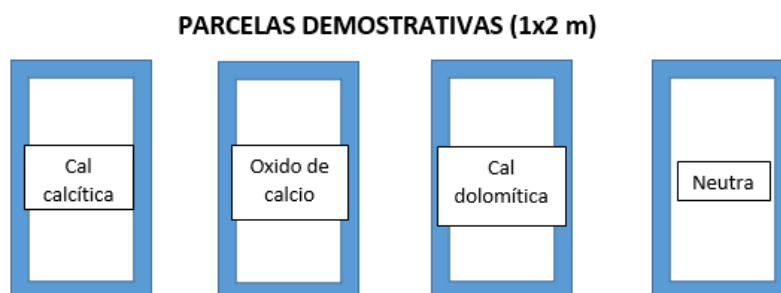 PARCELAS DEMOSTRATIVAS (1x2 m)
Cal
calcítica
Oxido de
calcio
Cal
dolomítica
Neutra